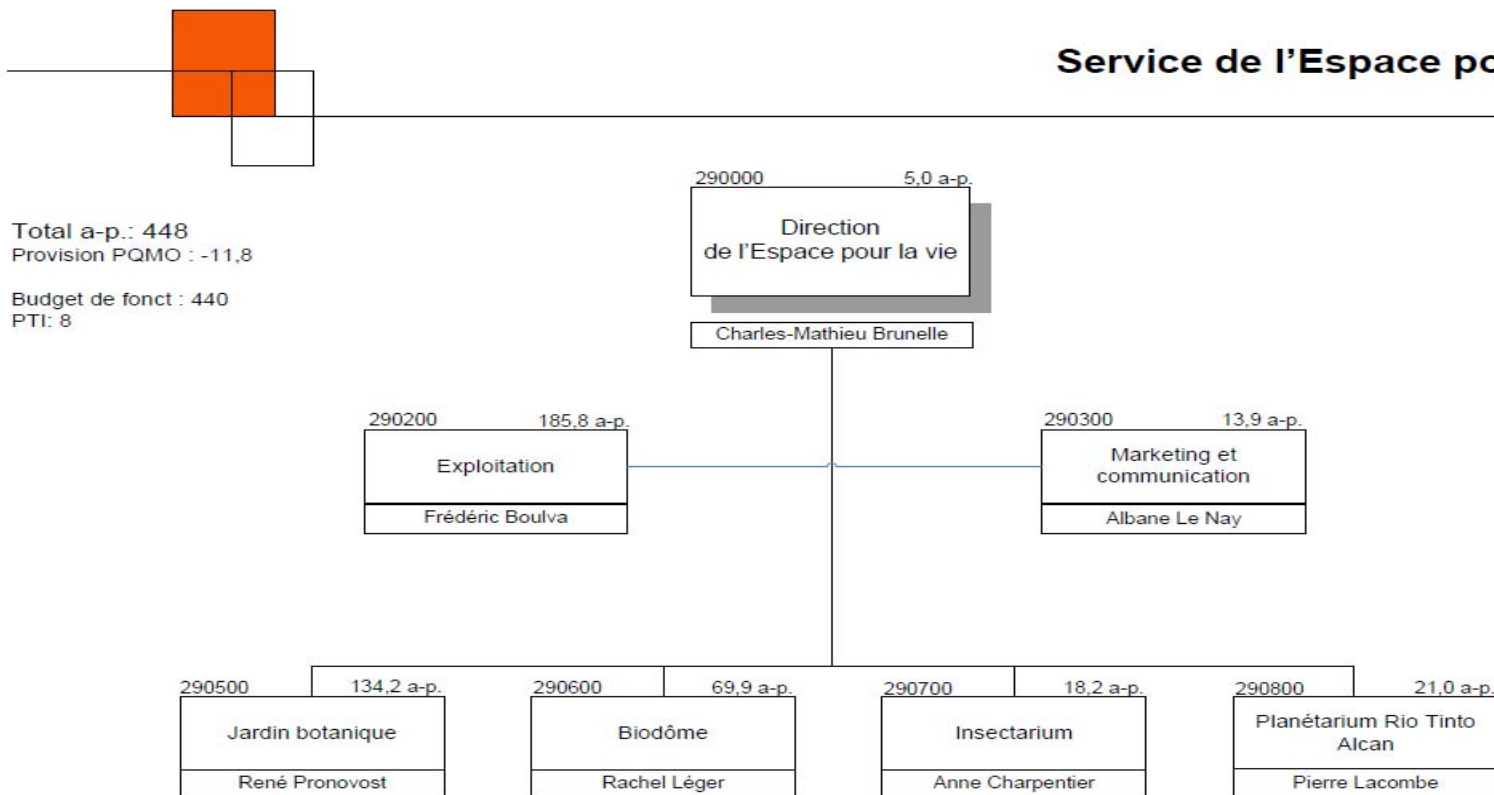 Service de l'Espace po
290000 5,0 a-p.
Direction
de l'Espace pour la vie
Charles-Mathieu Brunelle
Total a-p.: 448
Provision PQMO : -11,8
Budget de fonct : 440
PTI: 8
290200 185,8 a-p.
Exploitation
Frédéric Boulva
290300 13,9 a-p.
Marketing et
communication
Albane Le Nay
290500 134,2 a-p.
Jardin botanique
René Pronovost
290600 69,9 a-p.
Biodôme
Rachel Léger
290700 18,2 a-p.
Insectarium
Anne Charpentier
290800 21,0 a-p.
Planétarium Rio Tinto
Alcan
Pierre Lacombe